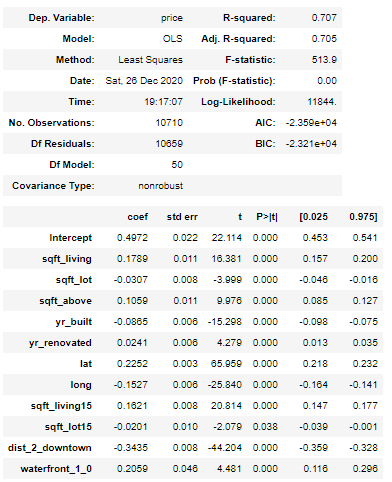 Dep. Variable: price R-squared: 0.707
Model: OLS Adj. R-squared: 0.705
Method: Least Squares F-statistic: 513.9
Date: Sat, 26 Dec 2020 Prob (F-statistic): 0.00
Time: 19:17:07 Log-Likelihood: 11844.
No. Observations: 10710 AIC: -2.359e+04
Df Residuals: 10659 BIC: -2.321e+04
Df Model: 50
Covariance Type: nonrobust
coef std err t P>|t| [0.025 0.975]
Intercept 0.4972 0.022 22.114 0.000 0.453 0.541
sqft_living 0.1789 0.011 16.381 0.000 0.157 0.200
sqft_lot -0.0307 0.008 -3.999 0.000 -0.046 -0.016
sqft_above 0.1059 0.011 9.976 0.000 0.085 0.127
yr_built -0.0865 0.006 -15.298 0.000 -0.098 -0.075
yr_renovated 0.0241 0.006 4.279 0.000 0.013 0.035
lat 0.2252 0.003 65.959 0.000 0.218 0.232
long -0.1527 0.006 -25.840 0.000 -0.164 -0.141
sqft_living15 0.1621 0.008 20.814 0.000 0.147 0.177
sqft_lot15 -0.0201 0.010 -2.079 0.038 -0.039 -0.001
dist_2_downtown -0.3435 0.008 -44.204 0.000 -0.359 -0.328
waterfront_1_0 0.2059 0.046 4.481 0.000 0.116 0.296